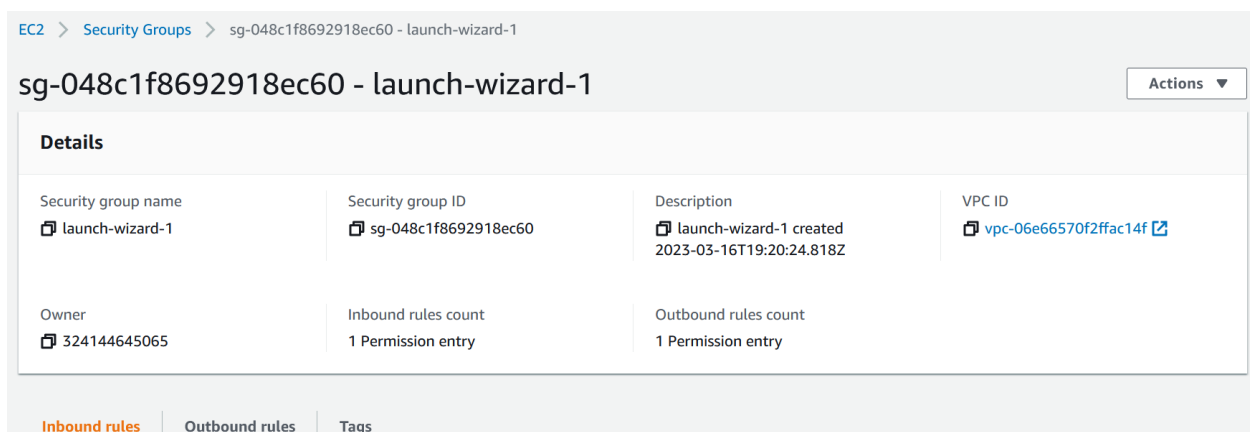 EC2 > Security Groups > sg-048c1f8692918ec60 - launch-wizard-1
sg-048c1f8692918ec60 - launch-wizard-1
Actions
Details
Security group name
launch-wizard-1
Security group ID
sg-048c1f8692918ec60
Description
launch-wizard-1 created
2023-03-16T19:20:24.818Z
VPC ID
vpc-06e66570f2ffac14f
Owner
324144645065
Inbound rules count
1 Permission entry
Outbound rules count
1 Permission entry
Inbound rules
Outbound rules
Tags